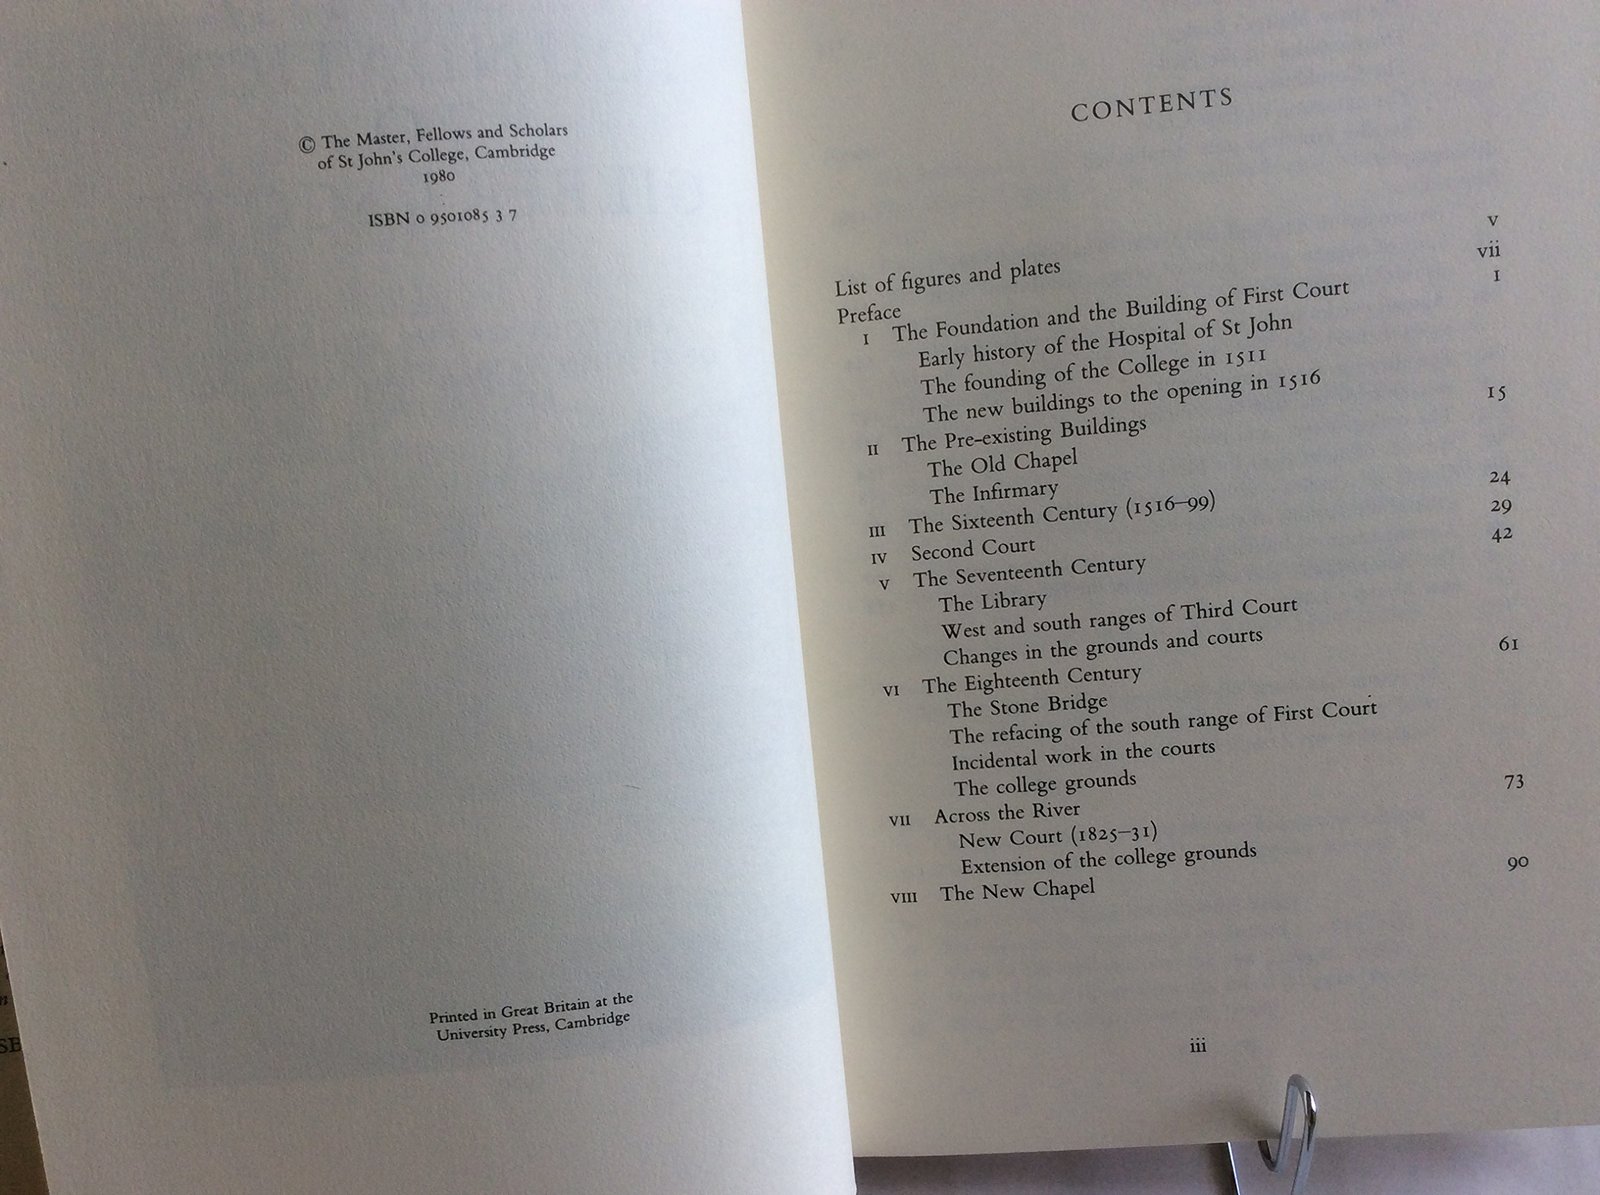 © The Master, Fellows and Scholars
of St John's College, Cambridge
1980
ISBN 0 9501085 3 7
Printed in Great Britain at the
University Press, Cambridge
CONTENTS
List of figures and plates v
Preface vii
I The Foundation and the Building of First Court 1
Early history of the Hospital of St John
The founding of the College in 1511
The new buildings to the opening in 1516
II The Pre-existing Buildings 15
The Old Chapel
The Infirmary
III The Sixteenth Century (1516–99) 24
IV Second Court 29
V The Seventeenth Century 42
The Library
West and south ranges of Third Court
Changes in the grounds and courts
VI The Eighteenth Century 61
The Stone Bridge
The refacing of the south range of First Court
Incidental work in the courts
The college grounds
VII Across the River 73
New Court (1825–31)
Extension of the college grounds
VIII The New Chapel 90
iii